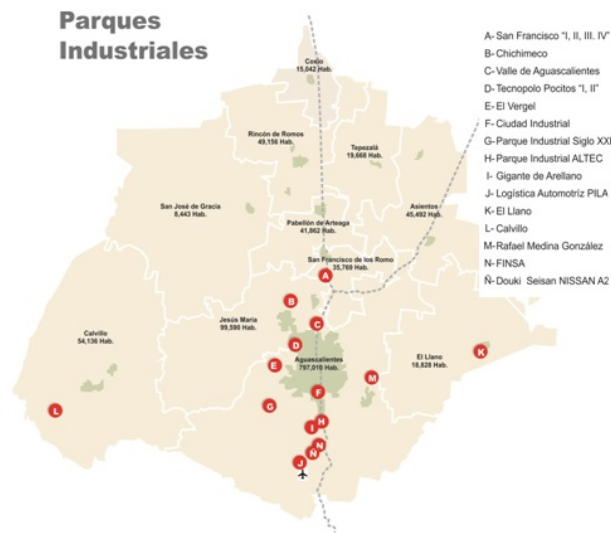 Parques
Industriales
A- San Francisco "I, II, III. IV"
B- Chichimeco
C- Valle de Aguascalientes
D- Tecnopolo Pocitos "I, II"
E- El Vergel
F- Ciudad Industrial
G- Parque Industrial Siglo XXI
H- Parque Industrial ALTEC
I- Gigante de Arellano
J- Logística Automotríz PILA
K- El Llano
L- Calvillo
M- Rafael Medina González
N- FINSA
Ñ- Douki Seisan NISSAN A2
Cosío
15,042 Hab.
Rincón de Romos
49,156 Hab.
Tepezalá
19,668 Hab.
San José de Gracia
8,443 Hab.
Asientos
45,492 Hab.
Pabellón de Arteaga
41,862 Hab.
San Francisco de los Romo
35,769 Hab.
A
B
Jesús María
99,590 Hab.
C
Calvillo
54,136 Hab.
D
K
El Llano
18,828 Hab.
Aguascalientes
797,010 Hab.
E
M
F
G
L
H
I
N
Ñ
J